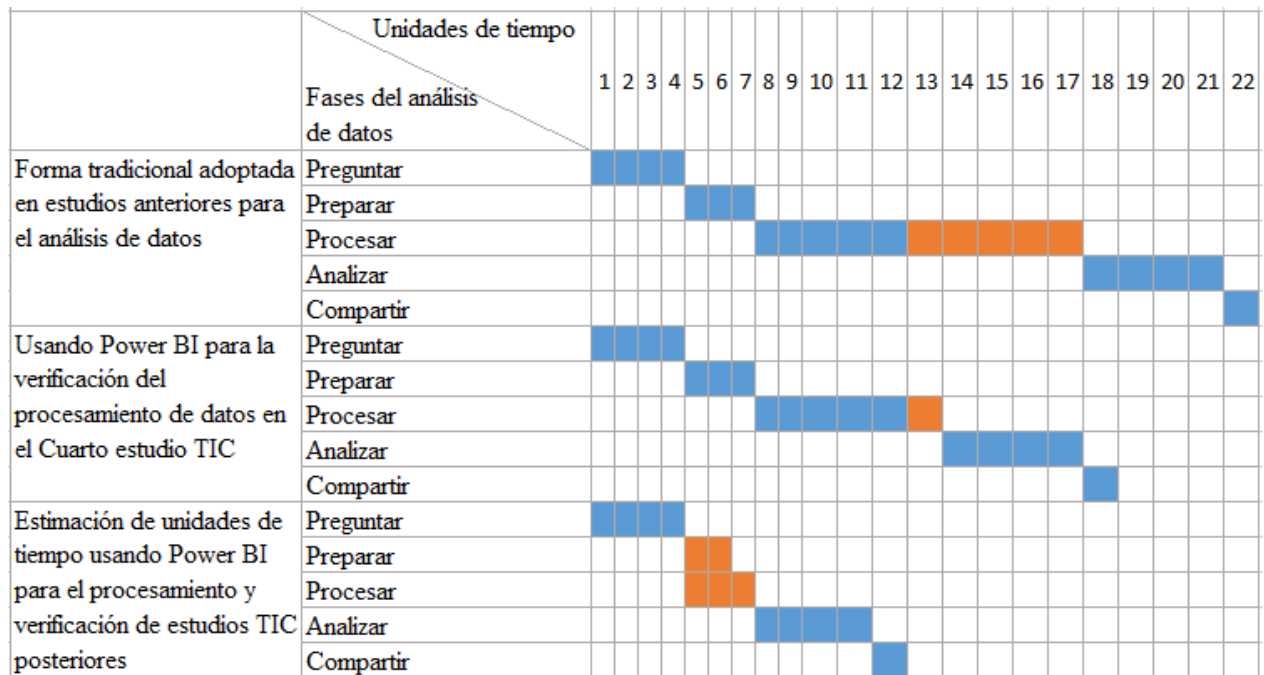 Unidades de tiempo
Fases del análisis
de datos
1 2 3 4 5 6 7 8 9 10 11 12 13 14 15 16 17 18 19 20 21 22
Forma tradicional adoptada
en estudios anteriores para
el análisis de datos
Preguntar
Preparar
Procesar
Analizar
Compartir
Usando Power BI para la
verificación del
procesamiento de datos en
el Cuarto estudio TIC
Preguntar
Preparar
Procesar
Analizar
Compartir
Estimación de unidades de
tiempo usando Power BI
para el procesamiento y
verificación de estudios TIC
posteriores
Preguntar
Preparar
Procesar
Analizar
Compartir